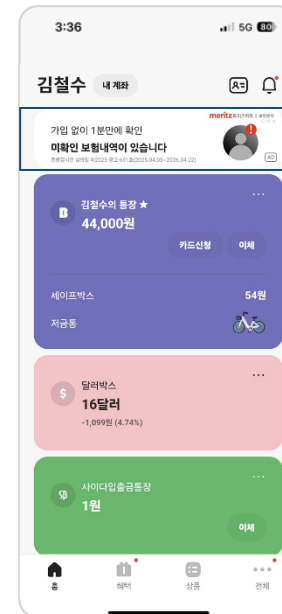 3:36
5G 80
김철수 내 계좌
meritz
가입 없이 1분만에 확인
미확인 보험내역이 있습니다
AD
김철수의 통장 ★
44,000원
카드신청 이체
세이프박스 54원
저금통
$ 달러박스
16달러
-1,099원 (4.74%)
SB 사이다입출금통장
1원
이체
홈 혜택 상품 전체